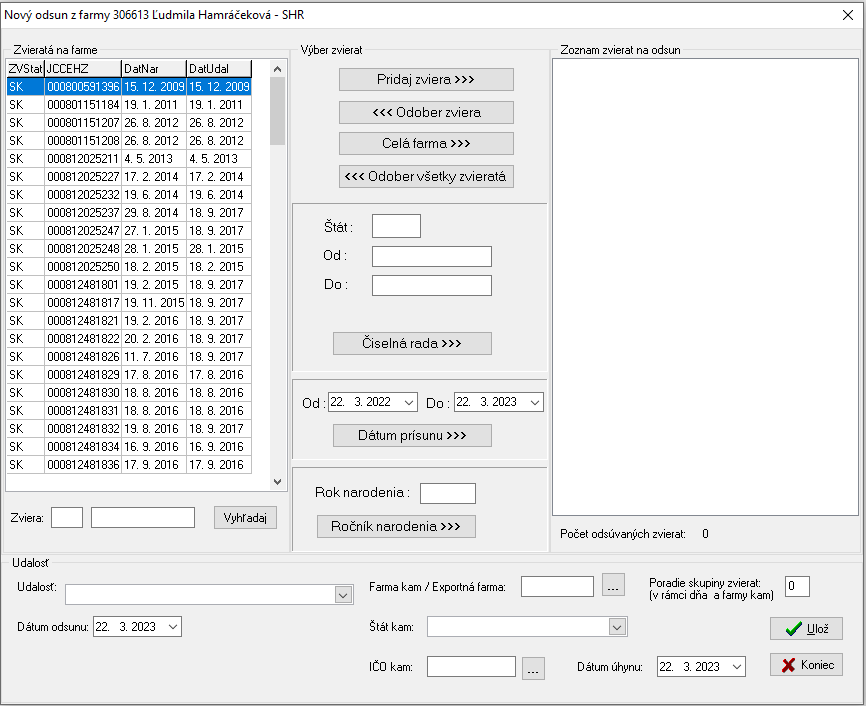 Nový odsun z farmy 306613 Ľudmila Hamráčeková - SHR
Zvieratá na farme
ZVStat JCCEHZ DatNar DatUdal
SK 000800591396 15. 12. 2009 15. 12. 2009
SK 000801151184 19. 1. 2011 19. 1. 2011
SK 000801151207 26. 8. 2012 26. 8. 2012
SK 000801151208 26. 8. 2012 26. 8. 2012
SK 000812025211 4. 5. 2013 4. 5. 2013
SK 000812025227 17. 2. 2014 17. 2. 2014
SK 000812025232 19. 6. 2014 19. 6. 2014
SK 000812025237 29. 8. 2014 18. 9. 2017
SK 000812025247 27. 1. 2015 18. 9. 2017
SK 000812025248 28. 1. 2015 28. 1. 2015
SK 000812025250 18. 2. 2015 18. 2. 2015
SK 000812481801 19. 2. 2015 18. 9. 2017
SK 000812481817 19. 11. 2015 18. 9. 2017
SK 000812481821 19. 2. 2016 18. 9. 2017
SK 000812481822 20. 2. 2016 18. 9. 2017
SK 000812481826 11. 7. 2016 18. 9. 2017
SK 000812481829 17. 8. 2016 17. 8. 2016
SK 000812481830 18. 8. 2016 18. 8. 2016
SK 000812481831 18. 8. 2016 18. 8. 2016
SK 000812481832 19. 8. 2016 18. 9. 2017
SK 000812481834 16. 9. 2016 16. 9. 2016
SK 000812481836 17. 9. 2016 17. 9. 2016
Zviera:
Vyhľadaj
Výber zvierat
Pridaj zviera >>>
<<< Odober zviera
Celá farma >>>
<<< Odober všetky zvieratá
Štát :
Od :
Do :
Čiselná rada >>>
Od : 22. 3. 2022 Do : 22. 3. 2023
Dátum prísunu >>>
Rok narodenia :
Ročník narodenia >>>
Zoznam zvierat na odsun
Počet odsúvaných zvierat: 0
Udalosť
Udalosť:
Dátum odsunu: 22. 3. 2023
Farma kam / Exportná farma:
...
Štát kam:
IČO kam:
...
Dátum úhynu: 22. 3. 2023
Poradie skupiny zvierat:
(v rámci dňa a farmy kam)
0
Ulož
Koniec